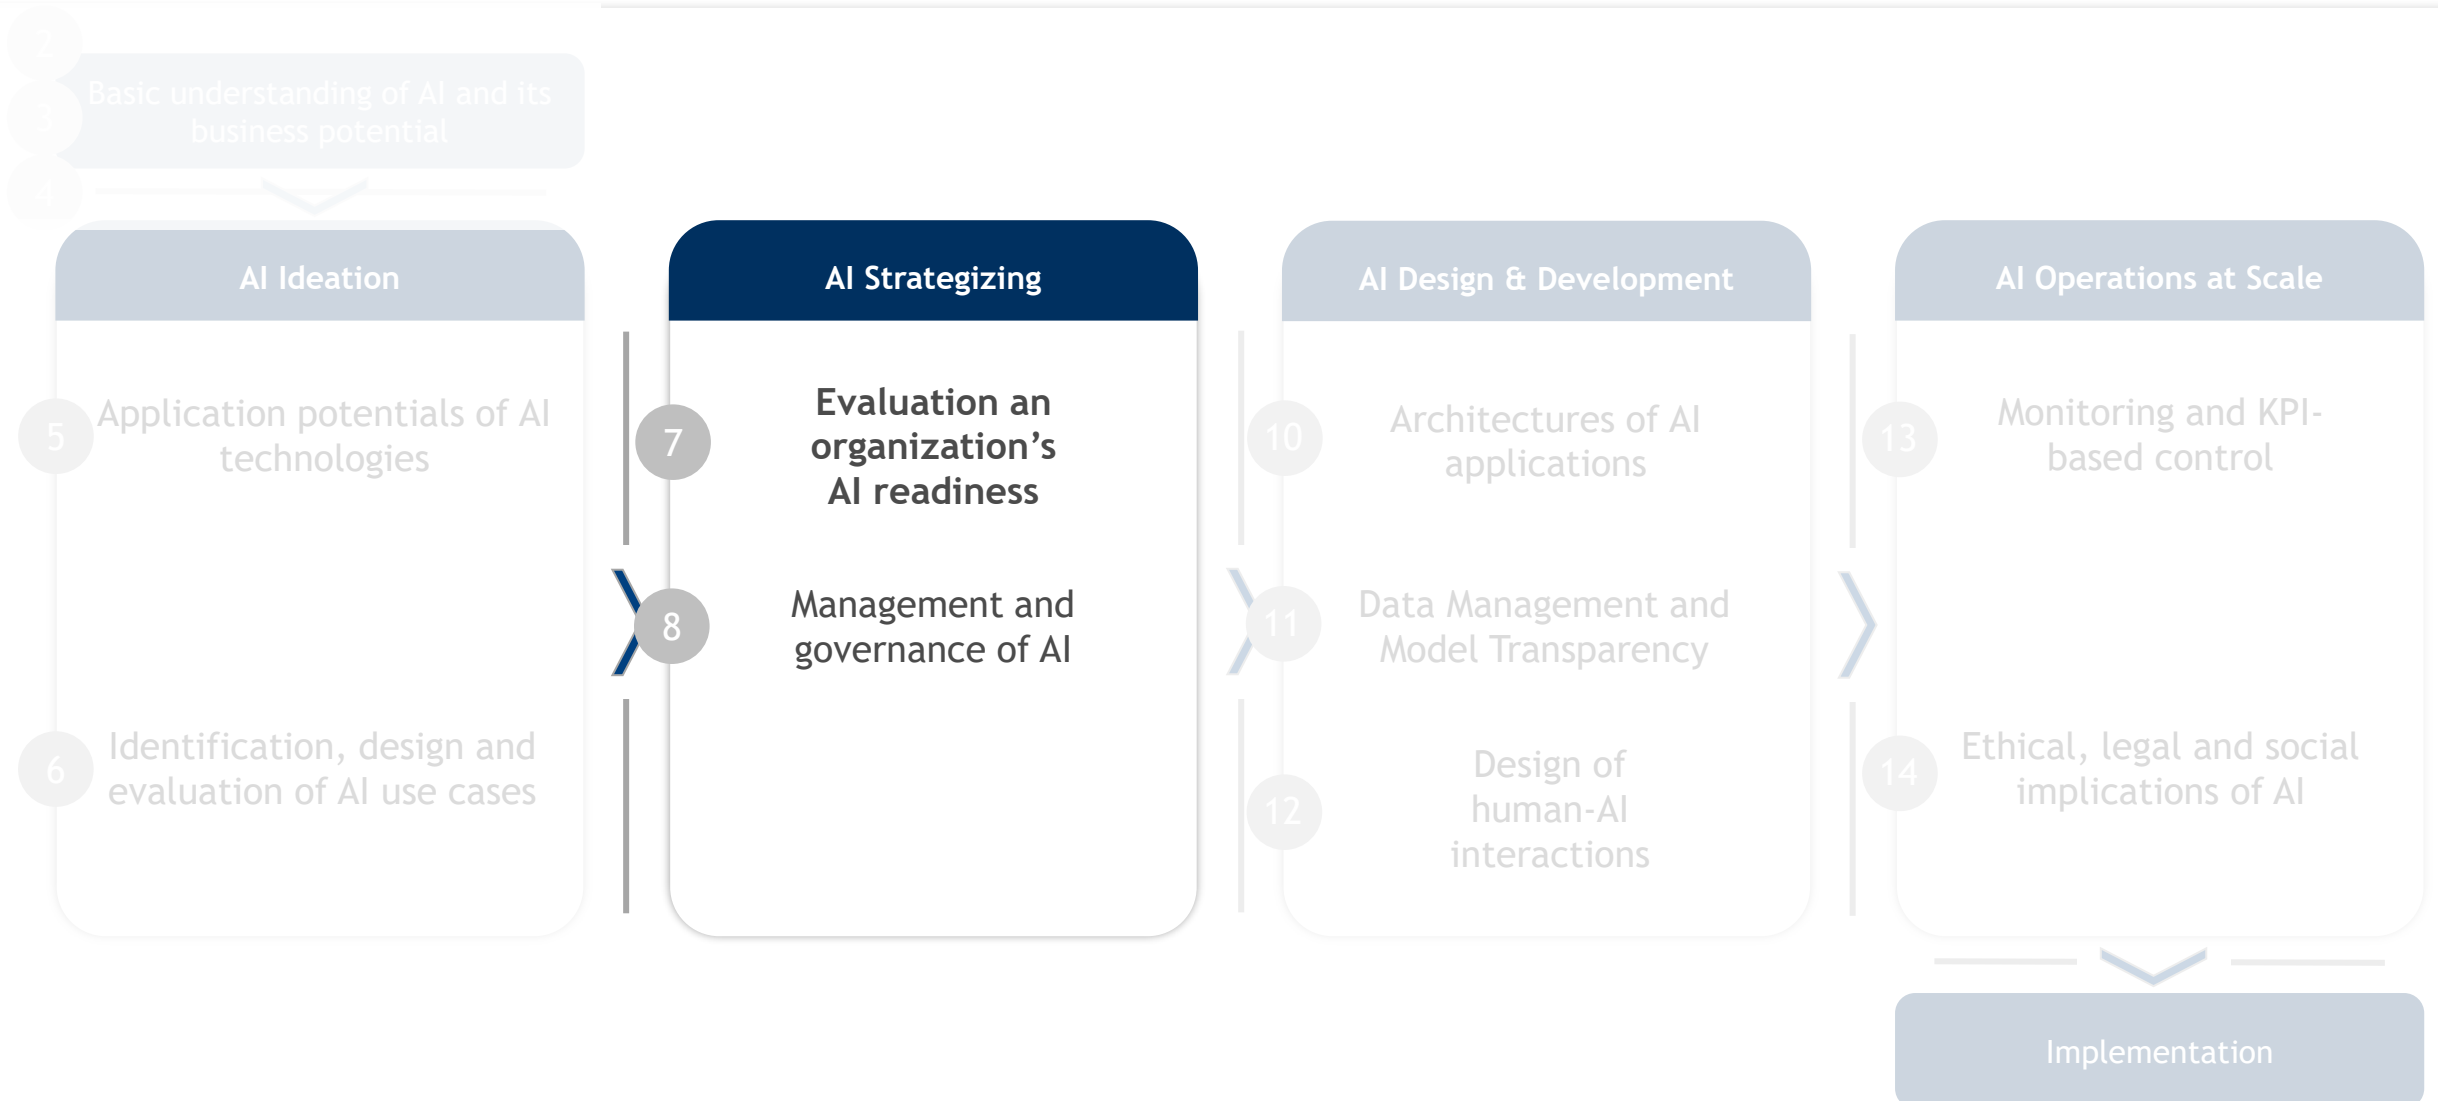 2
3
4
Basic understanding of AI and its
business potential
AI Ideation
5
Application potentials of AI
technologies
6
Identification, design and
evaluation of AI use cases
AI Strategizing
7
Evaluation an
organization’s
AI readiness
8
Management and
governance of AI
AI Design & Development
10
Architectures of AI
applications
11
Data Management and
Model Transparency
12
Design of
human-AI
interactions
AI Operations at Scale
13
Monitoring and KPI-
based control
14
Ethical, legal and social
implications of AI
Implementation